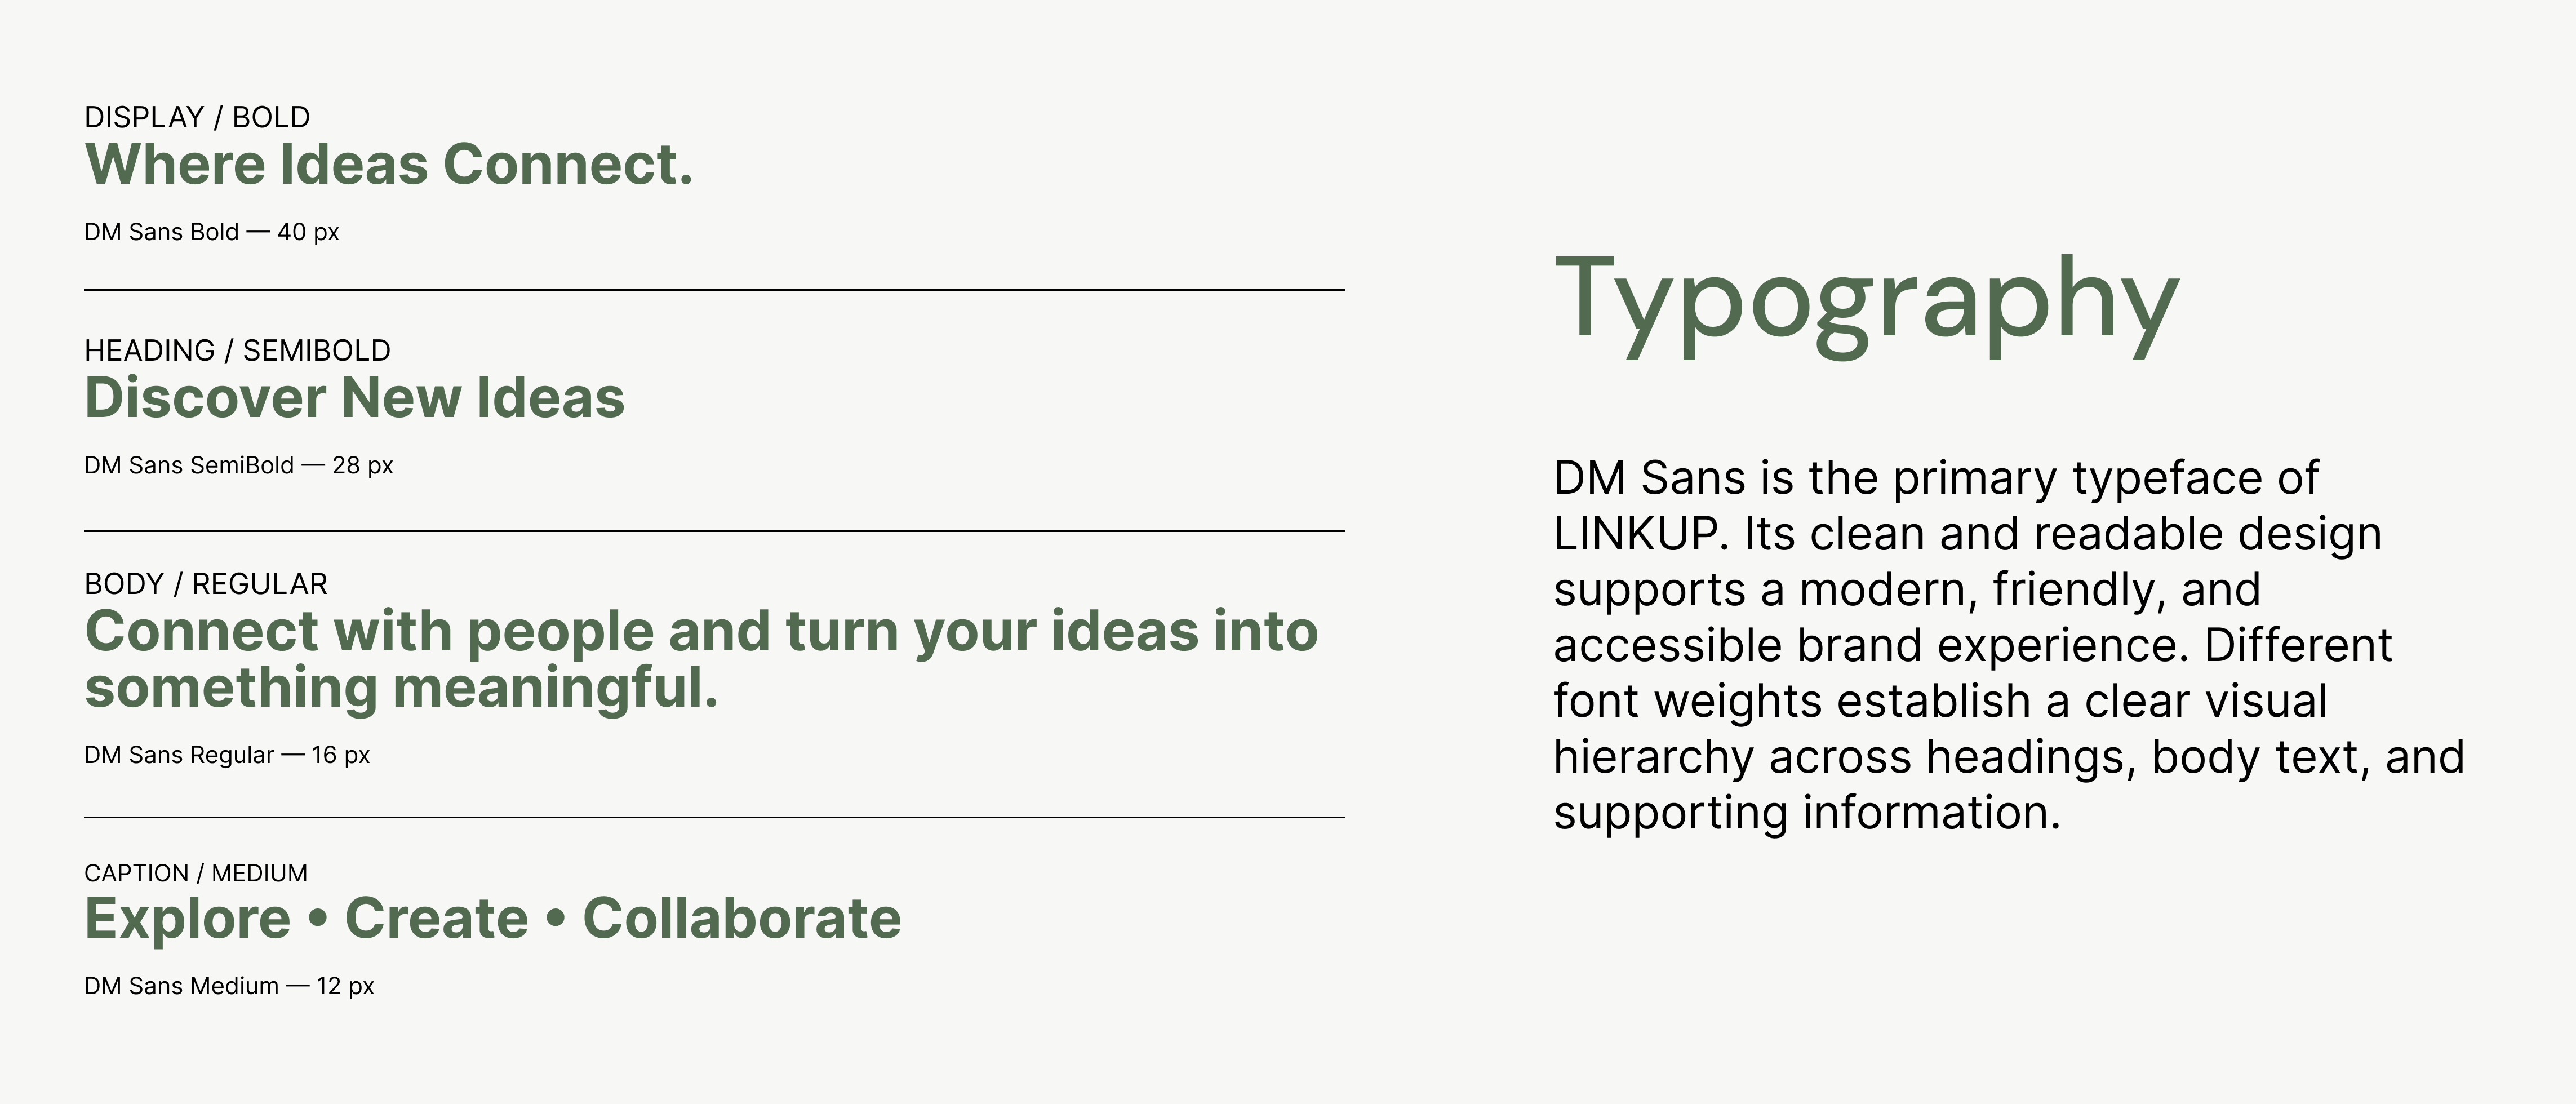 DISPLAY / BOLD
Where Ideas Connect.
DM Sans Bold — 40 px
HEADING / SEMIBOLD
Discover New Ideas
DM Sans SemiBold — 28 px
BODY / REGULAR
Connect with people and turn your ideas into
something meaningful.
DM Sans Regular — 16 px
CAPTION / MEDIUM
Explore • Create • Collaborate
DM Sans Medium — 12 px
Typography
DM Sans is the primary typeface of
LINKUP. Its clean and readable design
supports a modern, friendly, and
accessible brand experience. Different
font weights establish a clear visual
hierarchy across headings, body text, and
supporting information.